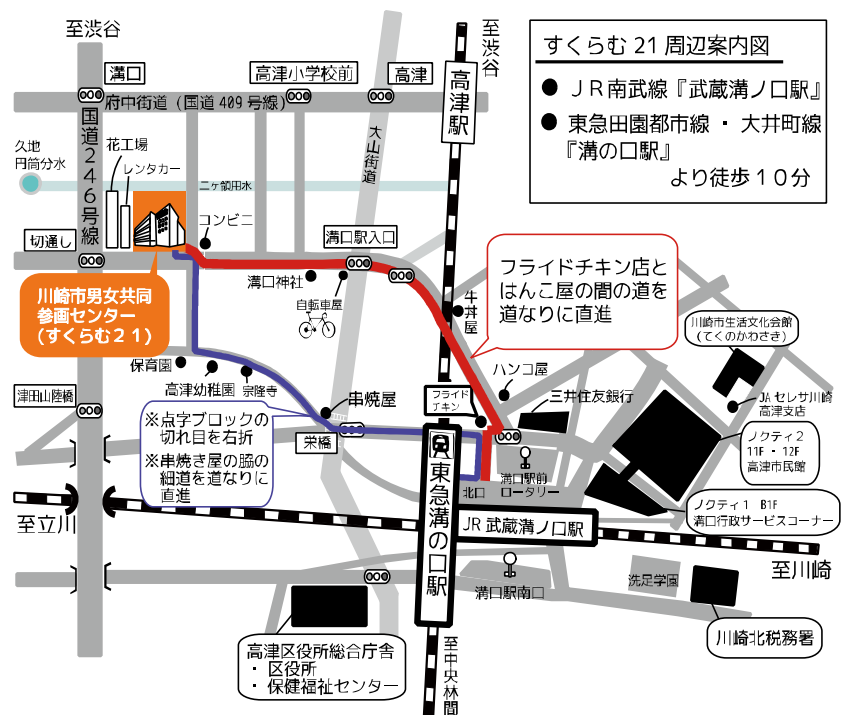 至渋谷
溝口
高津小学校前
高津
至渋谷
府中街道（国道409号線）
国道246号線
大山街道
高津駅
すくらむ21周辺案内図
● JR南武線『武蔵溝ノ口駅』
● 東急田園都市線・大井町線
『溝の口駅』
より徒歩10分
久地
円筒分水
花工場
レンタカー
二ヶ領用水
コンビニ
切通し
溝口駅入口
溝口神社
自転車屋
川崎市男女共同
参画センター
(すくらむ21)
フライドチキン店と
はんこ屋の間の道を
道なりに直進
牛丼屋
川崎市生活文化会館
(てくのかわさき)
保育園
高津幼稚園
宗隆寺
串焼屋
フライド
チキン
ハンコ屋
三井住友銀行
JAセレサ川崎
高津支店
津田山陸橋
※点字ブロックの
切れ目を右折
※串焼き屋の脇の
細道を道なりに
直進
栄橋
ノクティ2
11F・12F
高津市民館
溝口駅前
ロータリー
北口
ノクティ1 B1F
溝口行政サービスコーナー
至立川
東急溝の口駅
JR武蔵溝ノ口駅
至川崎
溝口駅南口
洗足学園
川崎北税務署
高津区役所総合庁舎
・区役所
・保健福祉センター
至中央林間